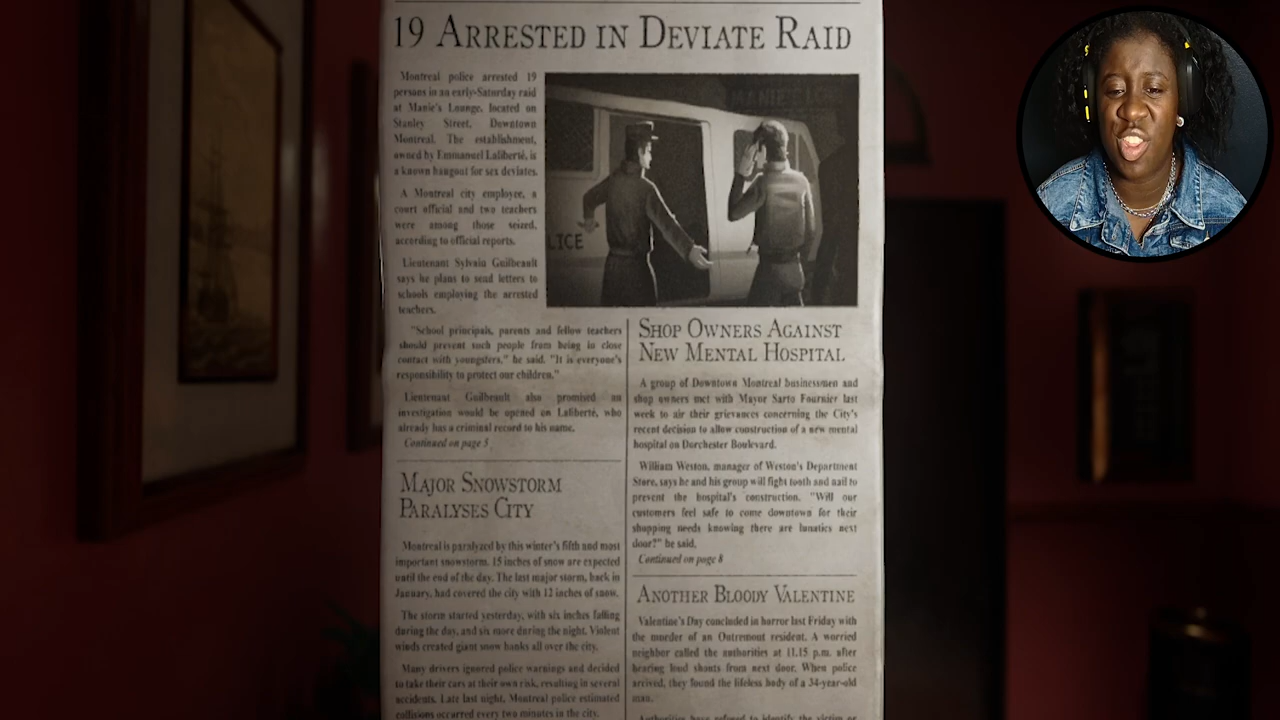 19 ARRESTED IN DEVIATE RAID
Montreal police arrested 19
persons in an early-Saturday raid
at Manie's Lounge, located on
Stanley Street, Downtown
Montreal. The establishment,
owned by Emmanuel Laliberté, is
a known hangout for sex deviates.
A Montreal city employee, a
court official and two teachers
were among those seized,
according to official reports.
Lieutenant Sylvain Guilbeault
says he plans to send letters to
schools employing the arrested
teachers.
"School principals, parents and fellow teachers
should prevent such people from being in close
contact with youngsters," he said. "It is everyone's
responsibility to protect our children."
Lieutenant Guilbeault also promised an
investigation would be opened on Laliberté, who
already has a criminal record to his name.
Continued on page 5
MANIE'S
LICE
MAJOR SNOWSTORM
PARALYSES CITY
Montreal is paralyzed by this winter's fifth and most
important snowstorm. 15 inches of snow are expected
until the end of the day. The last major storm, back in
January, had covered the city with 12 inches of snow.
The storm started yesterday, with six inches falling
during the day, and six more during the night. Violent
winds created giant snow banks all over the city.
Many drivers ignored police warnings and decided
to take their cars at their own risk, resulting in several
accidents. Late last night, Montreal police estimated
collisions occurred every two minutes in the city.
SHOP OWNERS AGAINST
NEW MENTAL HOSPITAL
A group of Downtown Montreal businessmen and
shop owners met with Mayor Sarto Fournier last
week to air their grievances concerning the City's
recent decision to allow construction of a new mental
hospital on Dorchester Boulevard.
William Weston, manager of Weston's Department
Store, says he and his group will fight tooth and nail to
prevent the hospital's construction. "Will our
customers feel safe to come downtown for their
shopping needs knowing there are lunatics next
door?" he said.
Continued on page 8
ANOTHER BLOODY VALENTINE
Valentine's Day concluded in horror last Friday with
the murder of an Outremont resident. A worried
neighbor called the authorities at 11.15 p.m. after
hearing loud shouts from next door. When police
arrived, they found the lifeless body of a 34-year-old
man.
Authorities have refused to identify the victim or